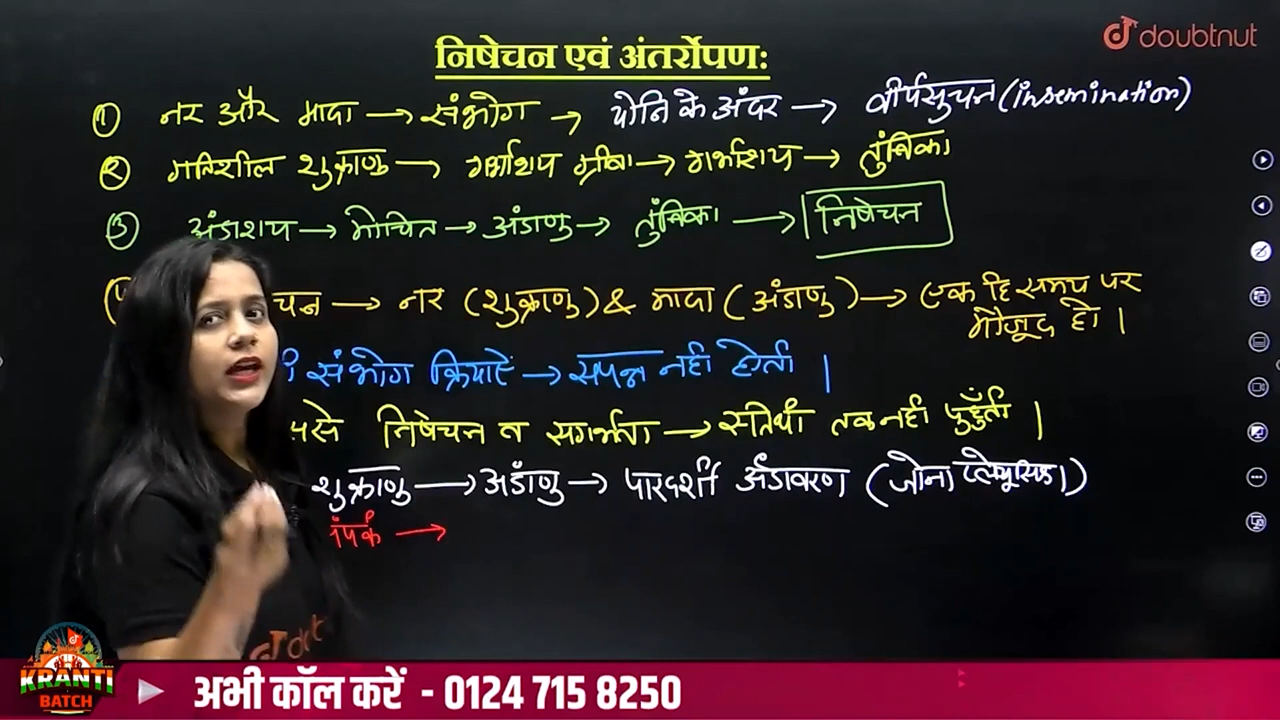 doubtnut
निषेचन एवं अंतर्रोपण:
① नर और मादा → संभोग → योनि के अंदर → वीर्यसुचन (insemination)
② गतिशील शुक्राणु → गर्भाशय ग्रीवा → गर्भाशय → तुंबिका
③ अंडाशय → मोचित → अंडाणु → तुंबिका → निषेचन
चन → नर (शुक्राणु) & मादा (अंडाणु) → एक हि समय पर
मौजूद हो।
संभोग क्रियाऐं → संपन्न नहीं होती।
से निषेचन व सगर्भता → स्तिथी तक नहीं पहुँती।
शुक्राणु → अंडाणु → पारदर्शी अंडावरण (जोना पेल्यूसिडा)
पर्क →
KRANTI
BATCH
अभी कॉल करें - 0124 715 8250